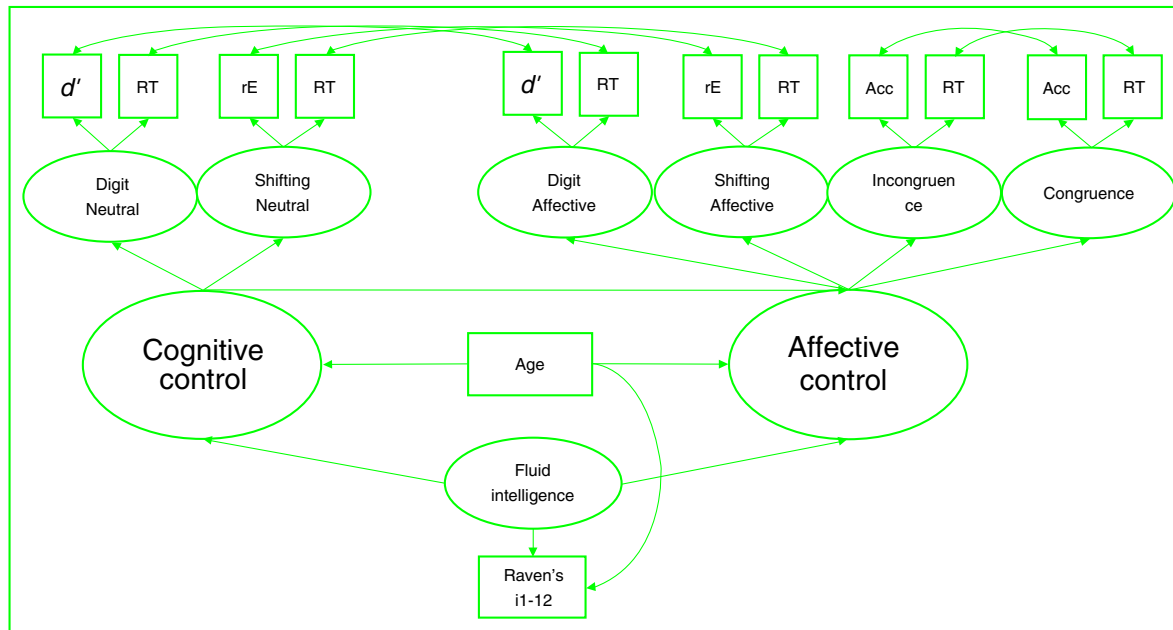 d'
RT
rE
RT
d'
RT
rE
RT
Acc
RT
Acc
RT
Digit
Neutral
Shifting
Neutral
Digit
Affective
Shifting
Affective
Incongruen
ce
Congruence
Cognitive
control
Age
Affective
control
Fluid
intelligence
Raven's
i1-12